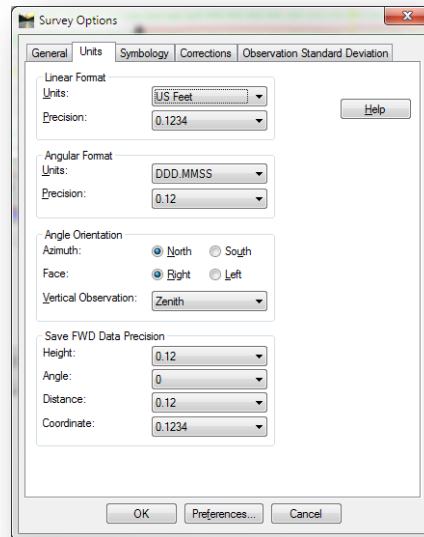 Survey Options
General Units Symbology Corrections Observation Standard Deviation
Linear Format
Units: US Feet
Help
Precision: 0.1234
Angular Format
Units: DDD.MMSS
Precision: 0.12
Angle Orientation
Azimuth: North South
Face: Right Left
Vertical Observation: Zenith
Save FWD Data Precision
Height: 0.12
Angle: 0
Distance: 0.12
Coordinate: 0.1234
OK Preferences... Cancel